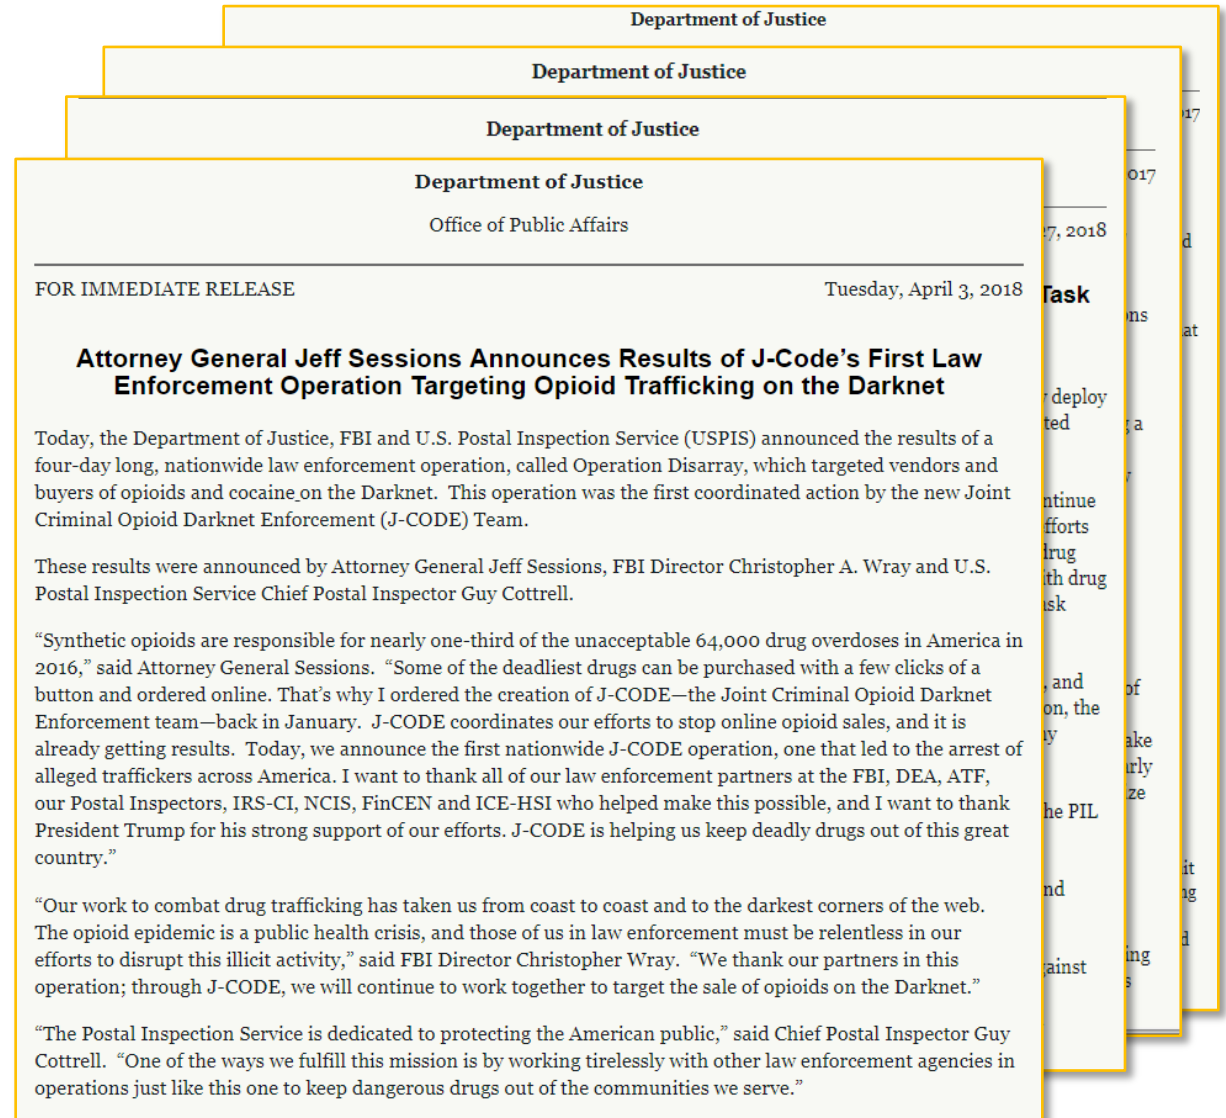 Department of Justice
Department of Justice
Department of Justice
Department of Justice
Office of Public Affairs
FOR IMMEDIATE RELEASE Tuesday, April 3, 2018
Attorney General Jeff Sessions Announces Results of J-Code’s First Law
Enforcement Operation Targeting Opioid Trafficking on the Darknet
Today, the Department of Justice, FBI and U.S. Postal Inspection Service (USPIS) announced the results of a
four-day long, nationwide law enforcement operation, called Operation Disarray, which targeted vendors and
buyers of opioids and cocaine on the Darknet.  This operation was the first coordinated action by the new Joint
Criminal Opioid Darknet Enforcement (J-CODE) Team.
These results were announced by Attorney General Jeff Sessions, FBI Director Christopher A. Wray and U.S.
Postal Inspection Service Chief Postal Inspector Guy Cottrell.
“Synthetic opioids are responsible for nearly one-third of the unacceptable 64,000 drug overdoses in America in
2016,” said Attorney General Sessions.  “Some of the deadliest drugs can be purchased with a few clicks of a
button and ordered online. That’s why I ordered the creation of J-CODE—the Joint Criminal Opioid Darknet
Enforcement team—back in January.  J-CODE coordinates our efforts to stop online opioid sales, and it is
already getting results.  Today, we announce the first nationwide J-CODE operation, one that led to the arrest of
alleged traffickers across America. I want to thank all of our law enforcement partners at the FBI, DEA, ATF,
our Postal Inspectors, IRS-CI, NCIS, FinCEN and ICE-HSI who helped make this possible, and I want to thank
President Trump for his strong support of our efforts. J-CODE is helping us keep deadly drugs out of this great
country.”
“Our work to combat drug trafficking has taken us from coast to coast and to the darkest corners of the web.
The opioid epidemic is a public health crisis, and those of us in law enforcement must be relentless in our
efforts to disrupt this illicit activity,” said FBI Director Christopher Wray.  “We thank our partners in this
operation; through J-CODE, we will continue to work together to target the sale of opioids on the Darknet.”
“The Postal Inspection Service is dedicated to protecting the American public,” said Chief Postal Inspector Guy
Cottrell.  “One of the ways we fulfill this mission is by working tirelessly with other law enforcement agencies in
operations just like this one to keep dangerous drugs out of the communities we serve.”
2018
Task
deploy
drug
and
the
PIL
a
of